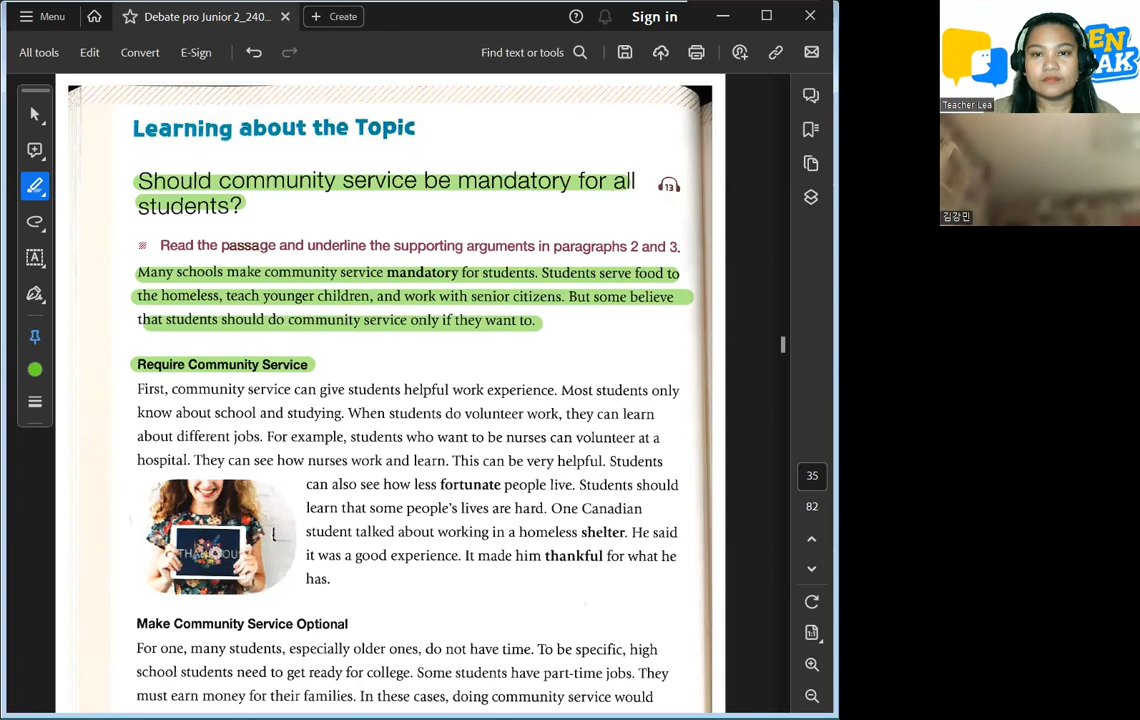 Menu
Debate pro Junior 2_240...
Create
Sign in
All tools
Edit
Convert
E-Sign
Find text or tools
Learning about the Topic
Should community service be mandatory for all
students?
13
Read the passage and underline the supporting arguments in paragraphs 2 and 3.
Many schools make community service mandatory for students. Students serve food to
the homeless, teach younger children, and work with senior citizens. But some believe
that students should do community service only if they want to.
Require Community Service
First, community service can give students helpful work experience. Most students only
know about school and studying. When students do volunteer work, they can learn
about different jobs. For example, students who want to be nurses can volunteer at a
hospital. They can see how nurses work and learn. This can be very helpful. Students
can also see how less fortunate people live. Students should
learn that some people's lives are hard. One Canadian
student talked about working in a homeless shelter. He said
it was a good experience. It made him thankful for what he
has.
THANK YOU
Make Community Service Optional
For one, many students, especially older ones, do not have time. To be specific, high
school students need to get ready for college. Some students have part-time jobs. They
must earn money for their families. In these cases, doing community service would
35
82
1:1
EN
AK
Teacher Lea
김강민